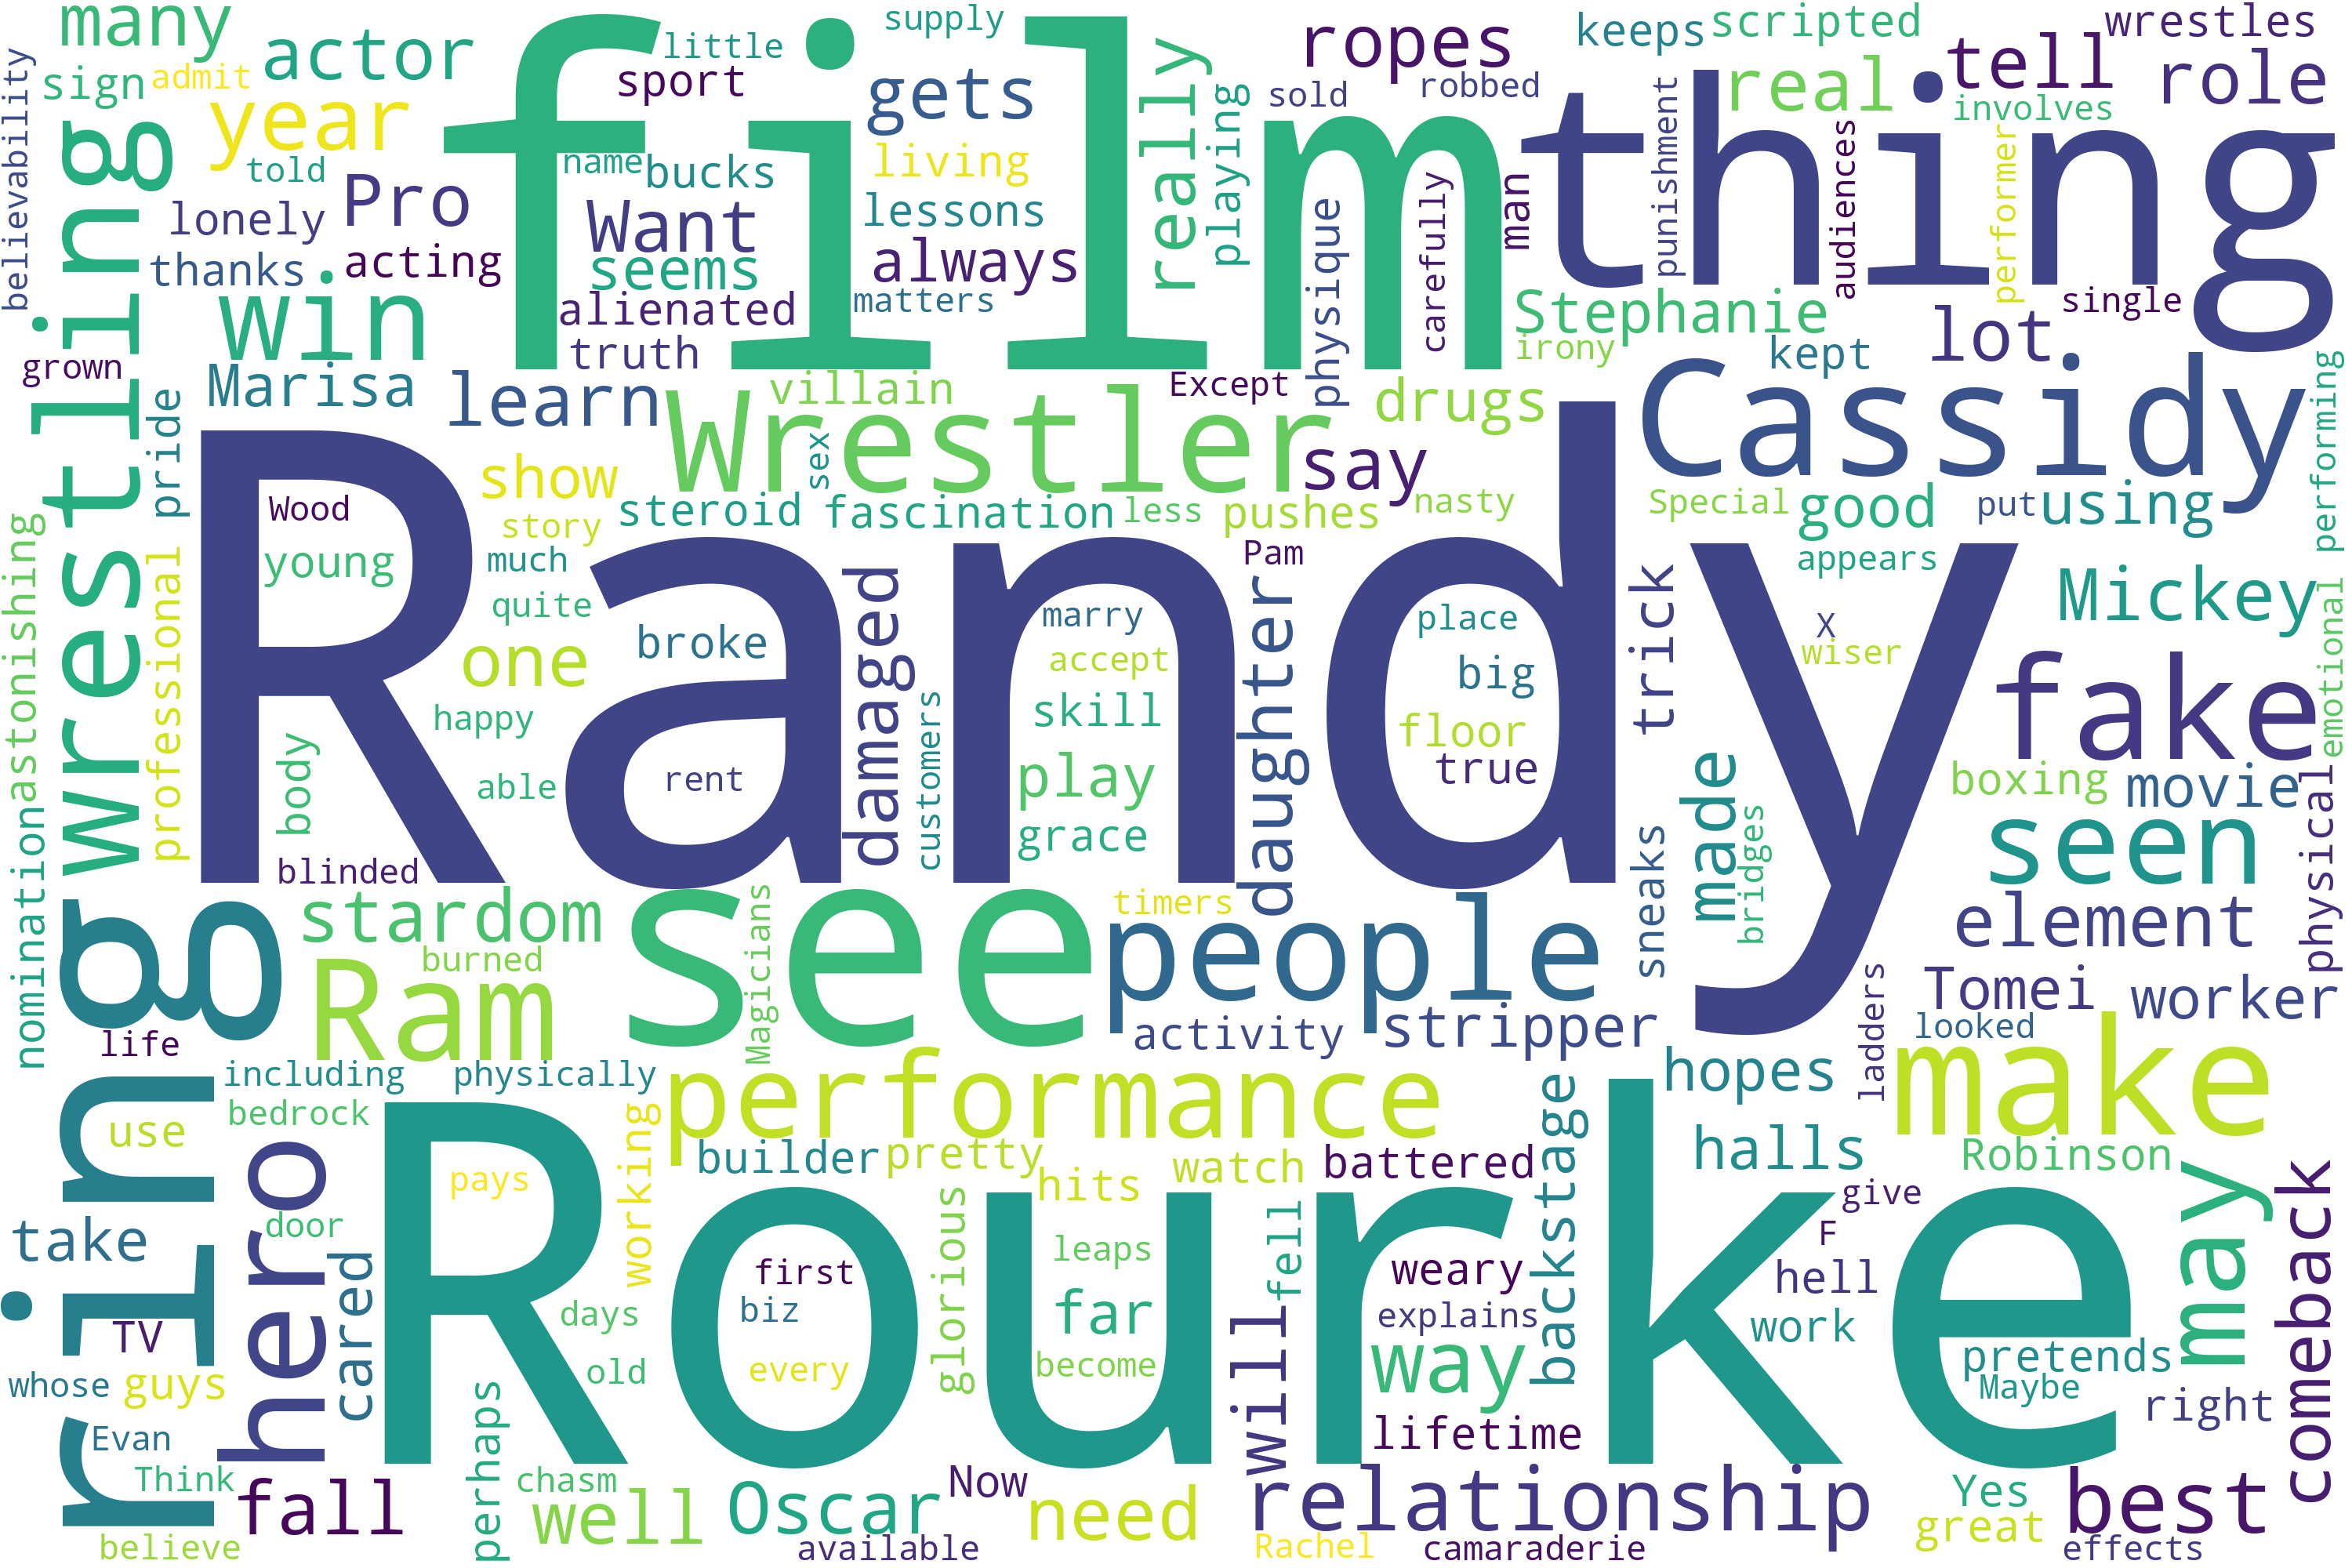 many
actor
little
supply
really
ropes
keeps
scripted
wrestles
sign
admit
film
sport
gets
playing
sold
robbed
real
tell
role
believability
wrestling
year
thing
involves
told
name
bucks
living
punishment
audiences
performer
lonely
Pro
Want
lessons
man
thanks
acting
seems
always
physique
carefully
win
alienated
matters
Stephanie
single
grown
truth
irony
kept
lot
Marisa
learn
villain
Except
drugs
Cassidy
performing
pride
Wrestler
say
show
sex
Wood
story
steroid
fascination
less
pushes
nasty
Special
good
put
using
astonishing
professional
young
much
Randy
damaged
Pam
daughter
trick
appears
Mickey
quite
marry
place
X
emotional
one
broke
accept
big
wiser
fake
happy
customers
skill
floor
body
able
rent
play
true
made
boxing
movie
nomination
grace
sneaks
bridges
seen
physical
blinded
stardom
see
timers
people
element
burned
Magicians
Ram
Tomei
worker
life
activity
stripper
ladders
looked
ring
including
physically
performance
backstage
hopes
make
bedrock
use
working
builder
pretty
watch
battered
halls
Robinson
hero
pays
Rourke
hits
give
may
comeback
take
door
glorious
fell
F
cared
first
leaps
weary
hell
TV
days
biz
far
will
explains
work
whose
guys
old
every
become
way
pretends
Maybe
Evan
perhaps
lifetime
right
Think
fall
chasm
well
Oscar
Now
need
relationship
Yes
best
believe
available
Rachel
camaraderie
great
effects